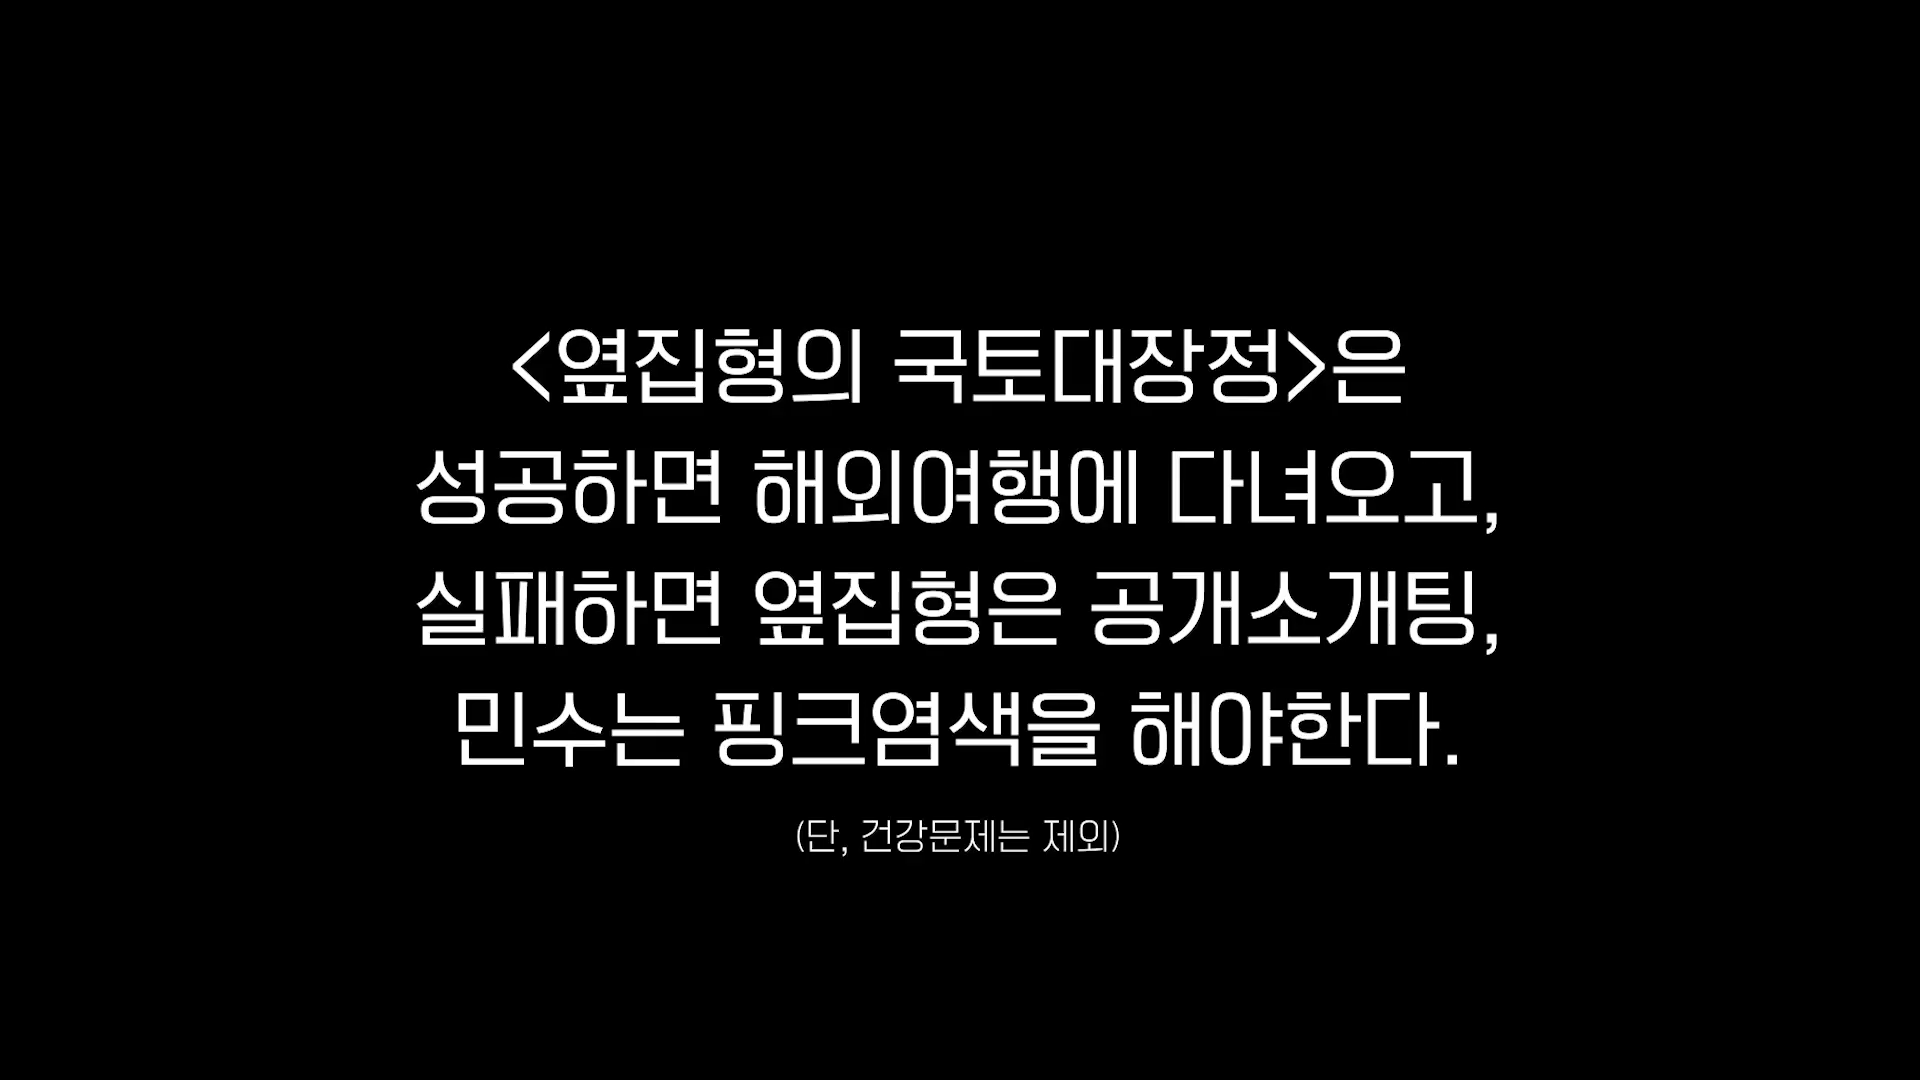 <옆집형의 국토대장정>은
성공하면 해외여행에 다녀오고,
실패하면 옆집형은 공개소개팅,
민수는 핑크염색을 해야한다.
(단, 건강문제는 제외)